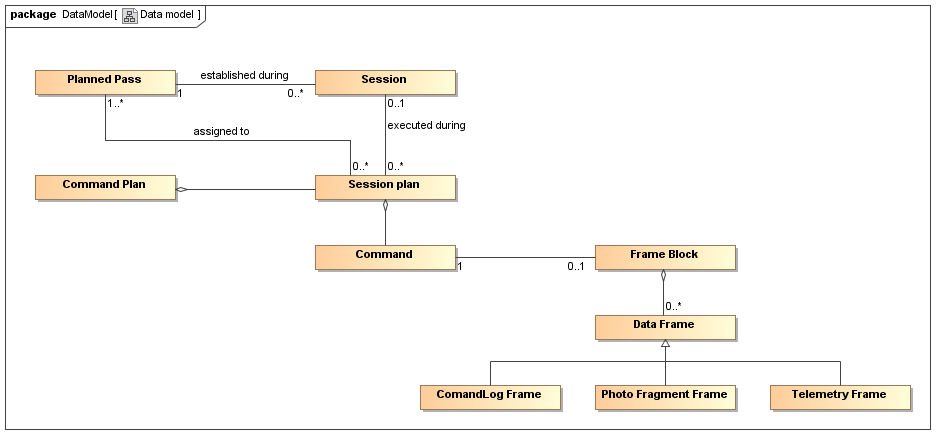 package DataModel [ Data model ]
Planned Pass
established during
Session
1
0..*
1..*
0..1
executed during
assigned to
0..*
0..*
Command Plan
Session plan
Command
1
0..1
Frame Block
0..*
Data Frame
ComandLog Frame
Photo Fragment Frame
Telemetry Frame